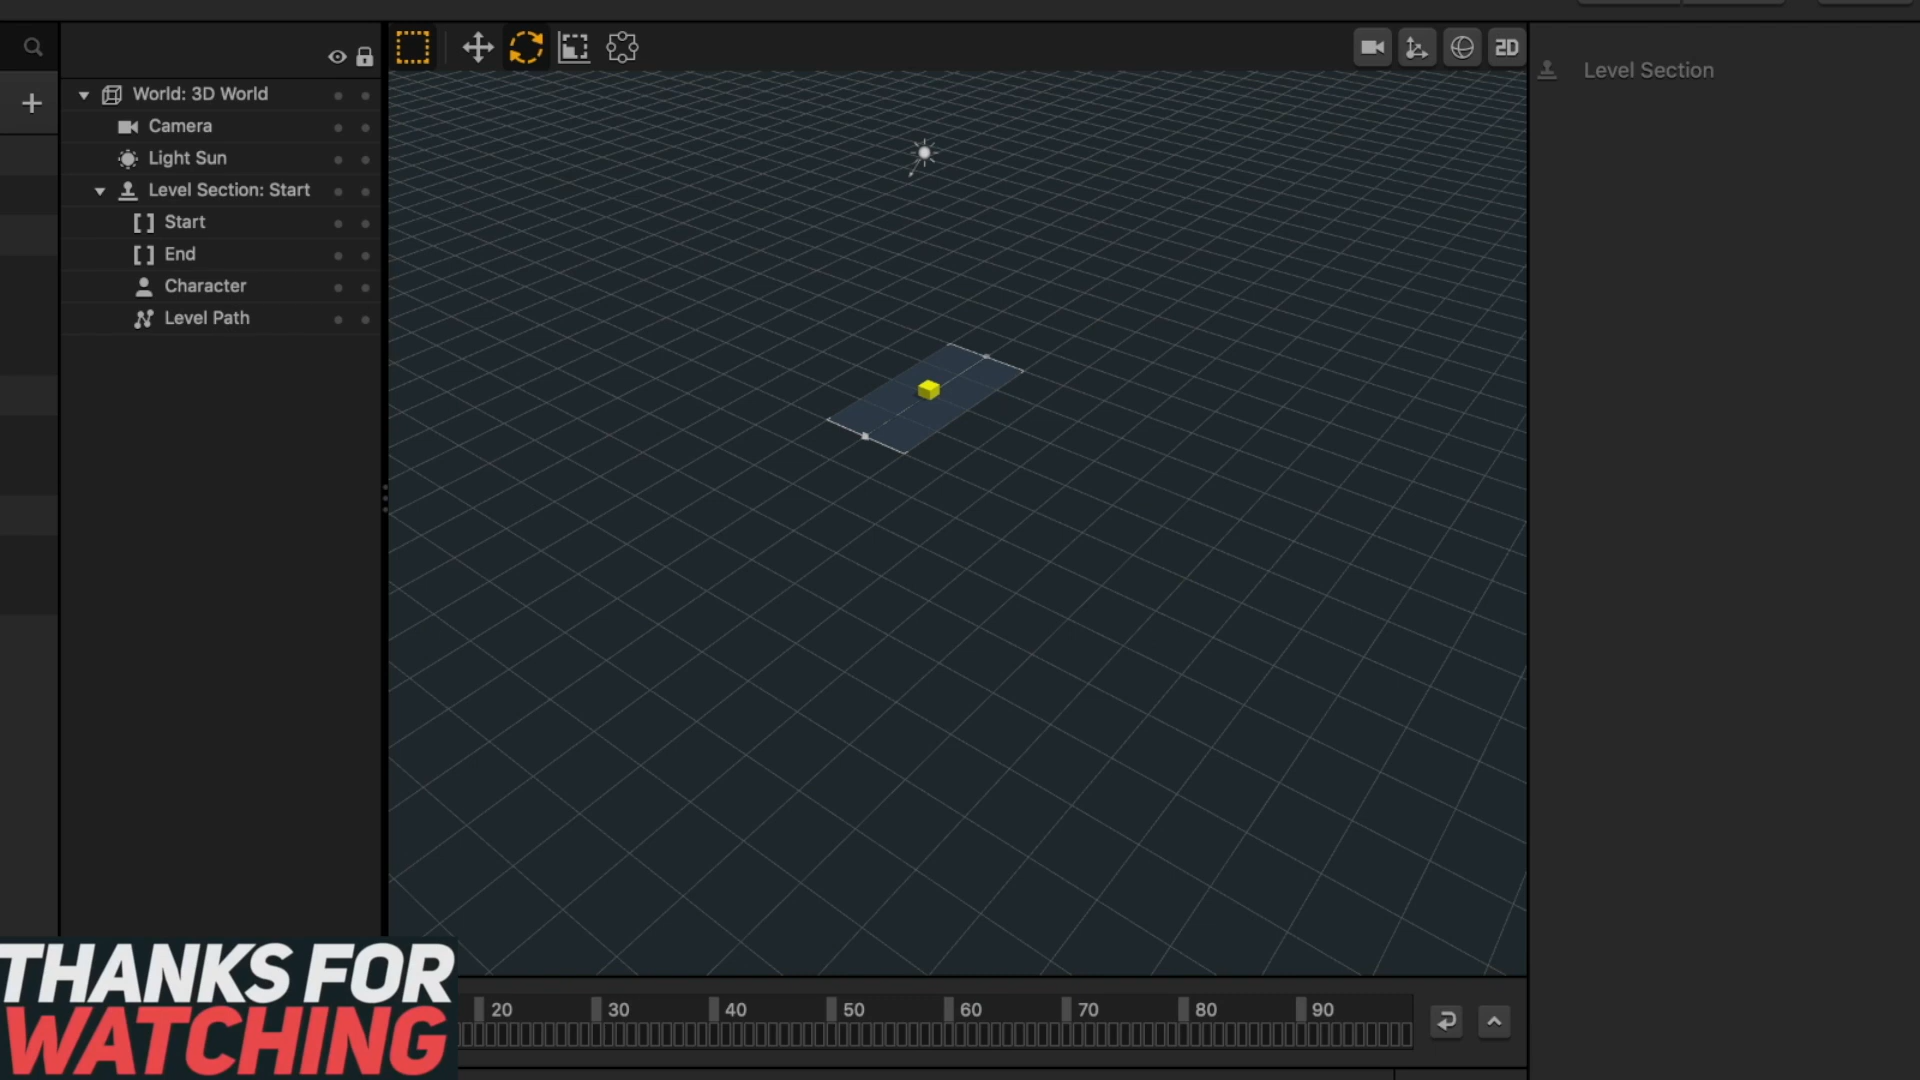 2D
Level Section
World: 3D World
Camera
Light Sun
Level Section: Start
Start
End
Character
Level Path
20 30 40 50 60 70 80 90
THANKS FOR
WATCHING